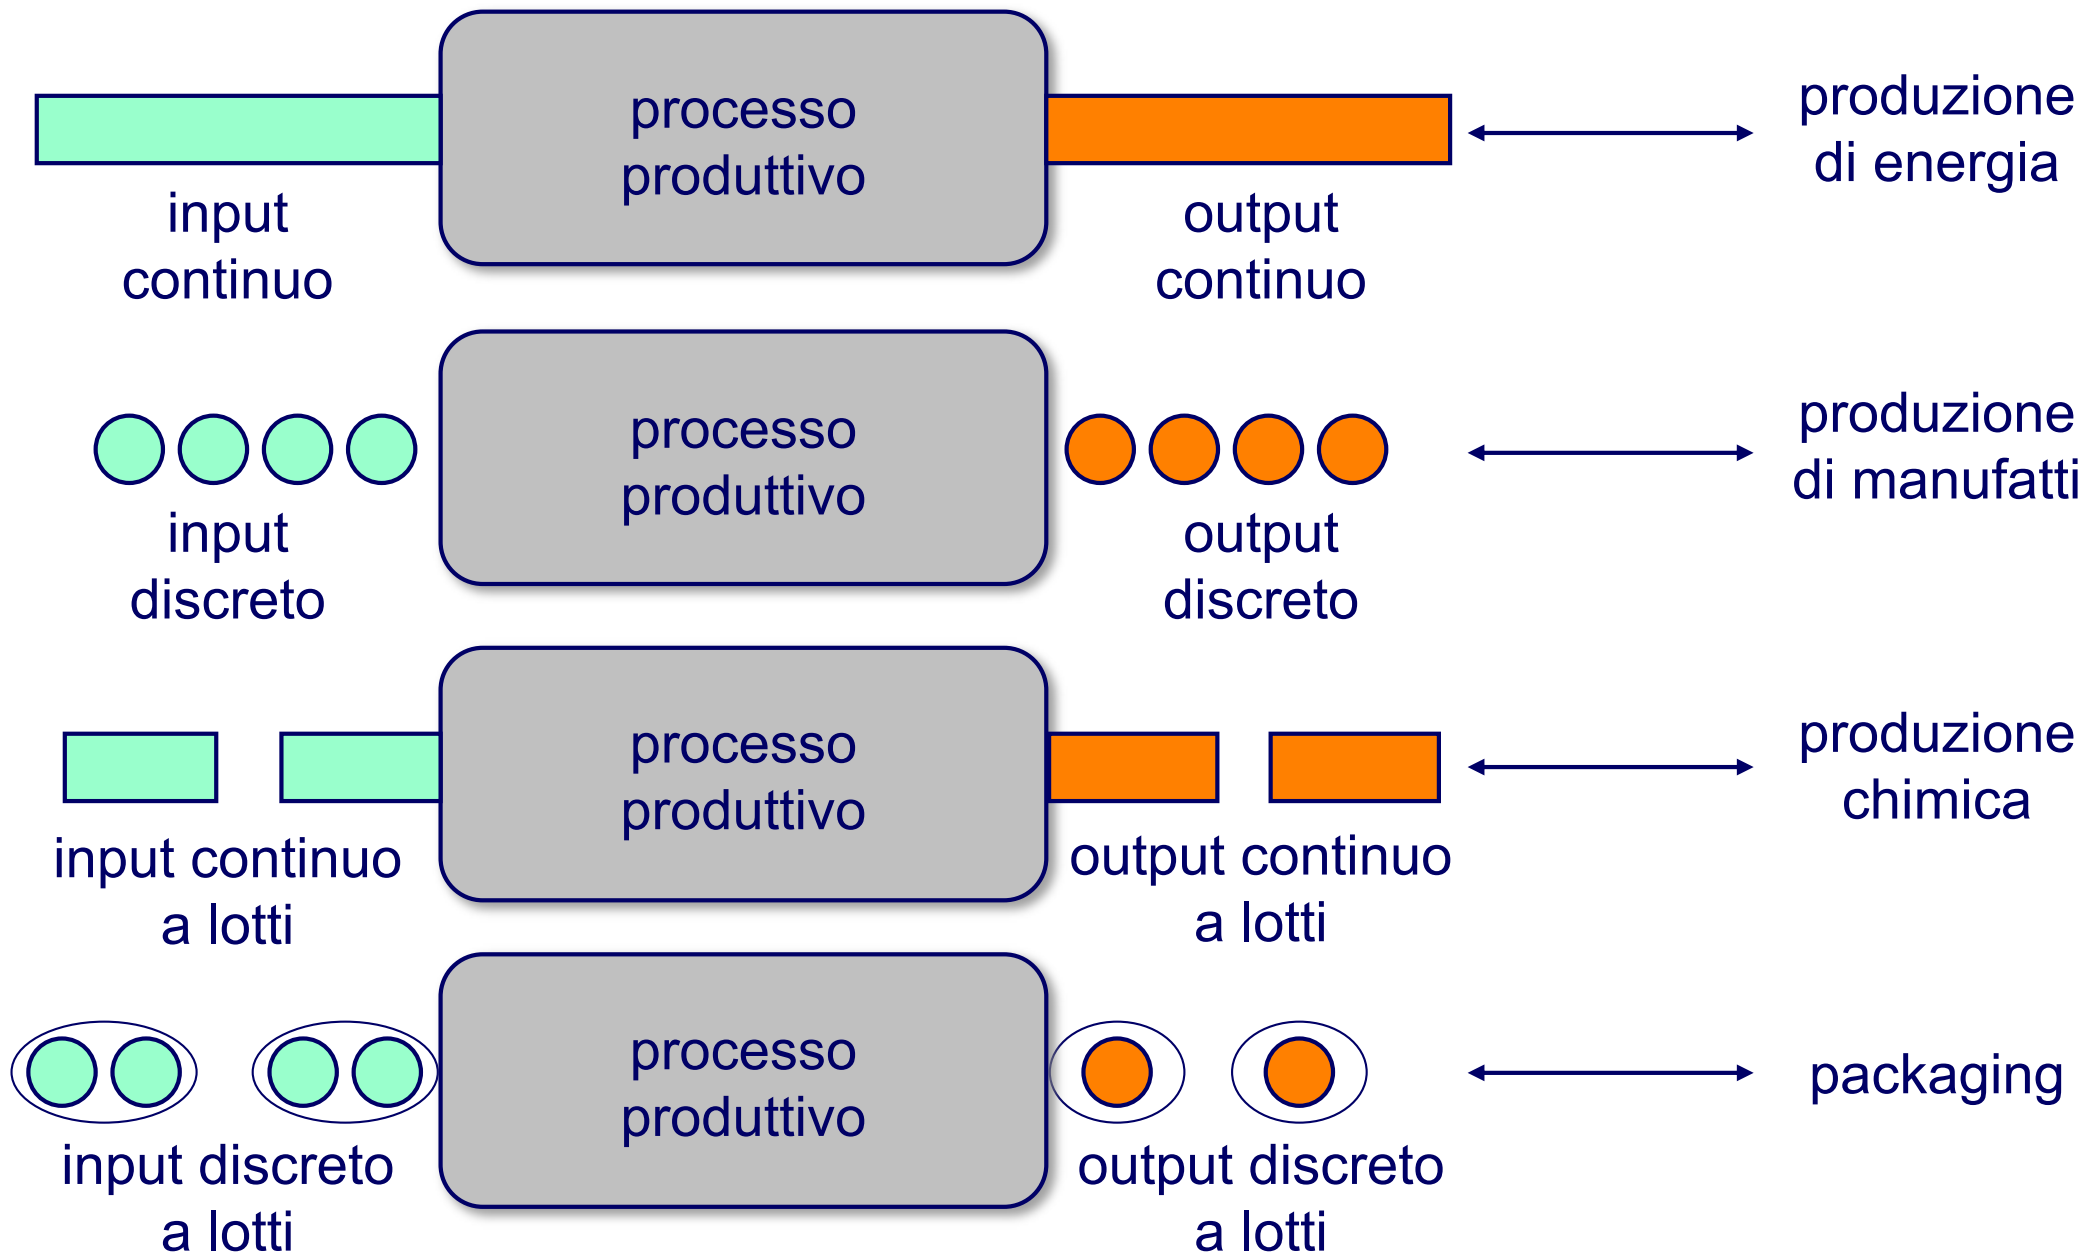 processo
produttivo
input
continuo
output
continuo
produzione
di energia
processo
produttivo
input
discreto
output
discreto
produzione
di manufatti
processo
produttivo
input continuo
a lotti
output continuo
a lotti
produzione
chimica
processo
produttivo
input discreto
a lotti
output discreto
a lotti
packaging